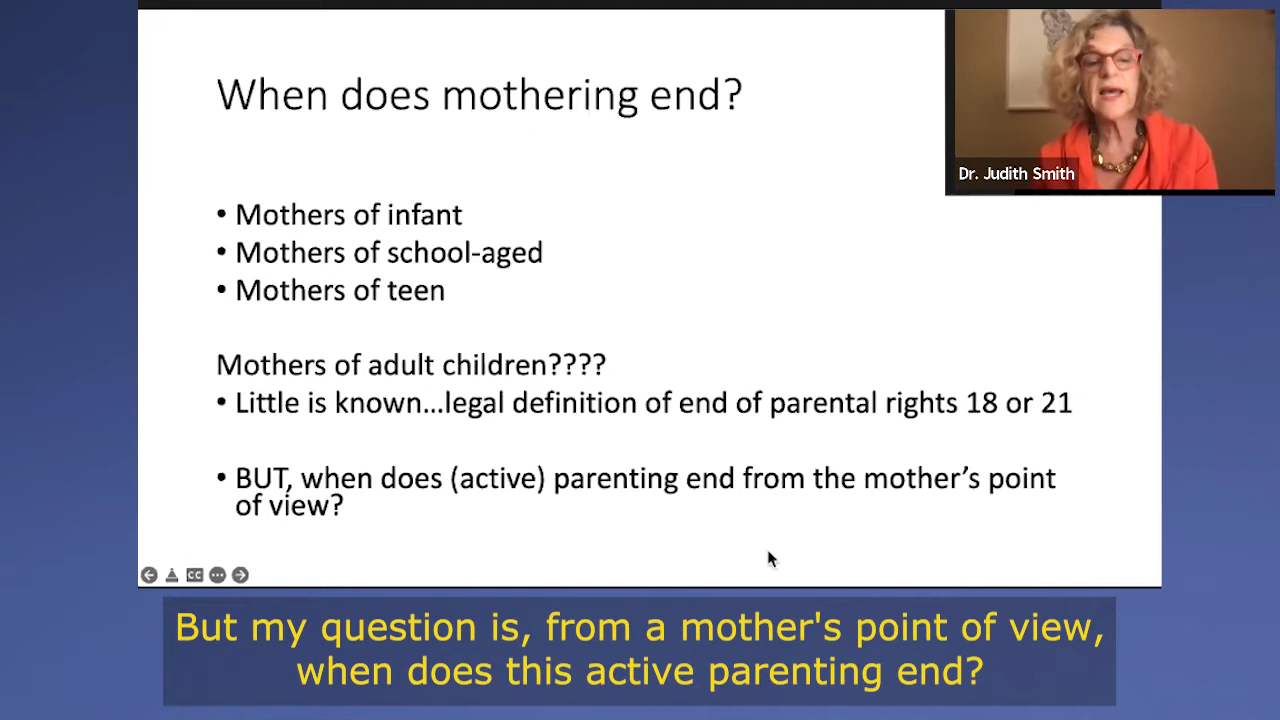 When does mothering end?
Dr. Judith Smith
• Mothers of infant
• Mothers of school-aged
• Mothers of teen
Mothers of adult children????
• Little is known...legal definition of end of parental rights 18 or 21
• BUT, when does (active) parenting end from the mother's point
of view?
CC
But my question is, from a mother's point of view,
when does this active parenting end?